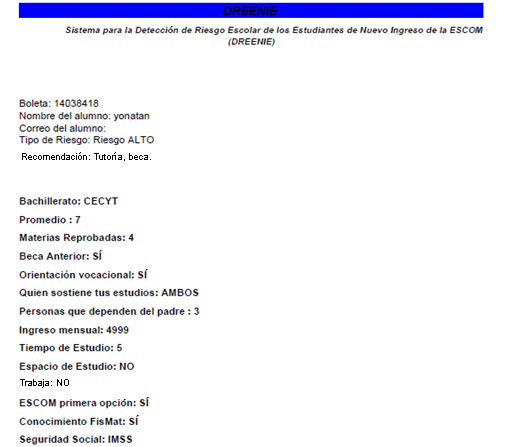 DREENIE
Sistema para la Detección de Riesgo Escolar de los Estudiantes de Nuevo Ingreso de la ESCOM
(DREENIE)
Boleta: 14038418
Nombre del alumno: yonatan
Correo del alumno:
Tipo de Riesgo: Riesgo ALTO
Recomendación: Tutoría, beca.
Bachillerato: CECYT
Promedio : 7
Materias Reprobadas: 4
Beca Anterior: SÍ
Orientación vocacional: SÍ
Quien sostiene tus estudios: AMBOS
Personas que dependen del padre : 3
Ingreso mensual: 4999
Tiempo de Estudio: 5
Espacio de Estudio: NO
Trabaja: NO
ESCOM primera opción: SÍ
Conocimiento FisMat: SÍ
Seguridad Social: IMSS